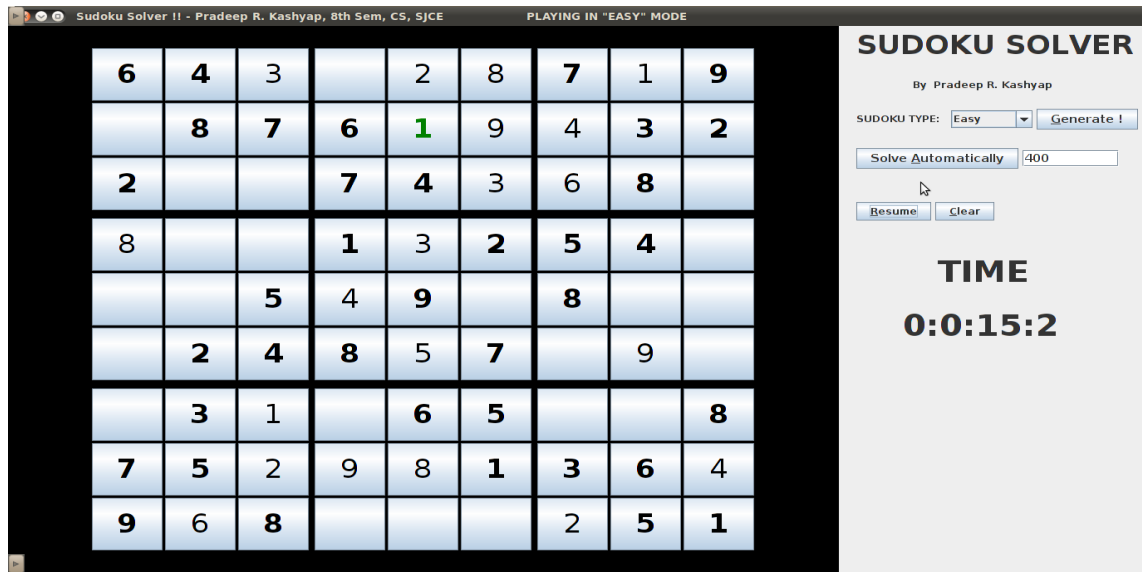 Sudoku Solver !! - Pradeep R. Kashyap, 8th Sem, CS, SJCE PLAYING IN "EASY" MODE
SUDOKU SOLVER
By Pradeep R. Kashyap
SUDOKU TYPE: Easy Generate !
Solve Automatically 400
Resume Clear
TIME
0:0:15:2
6 4 3 2 8 7 1 9
8 7 6 1 9 4 3 2
2 7 4 3 6 8
8 1 3 2 5 4
5 4 9 8
2 4 8 5 7 9
3 1 6 5 8
7 5 2 9 8 1 3 6 4
9 6 8 2 5 1